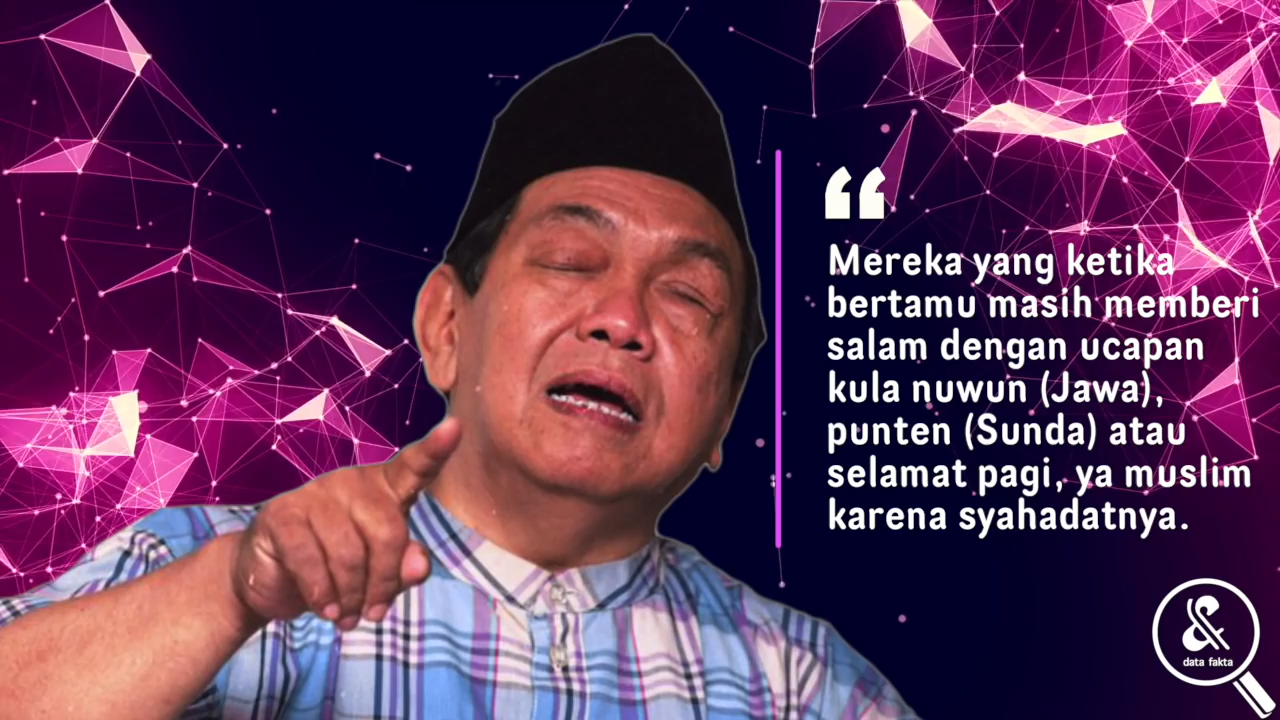 “
Mereka yang ketika
bertamu masih memberi
salam dengan ucapan
kula nuwun (Jawa),
punten (Sunda) atau
selamat pagi, ya muslim
karena syahadatnya.
&
data fakta